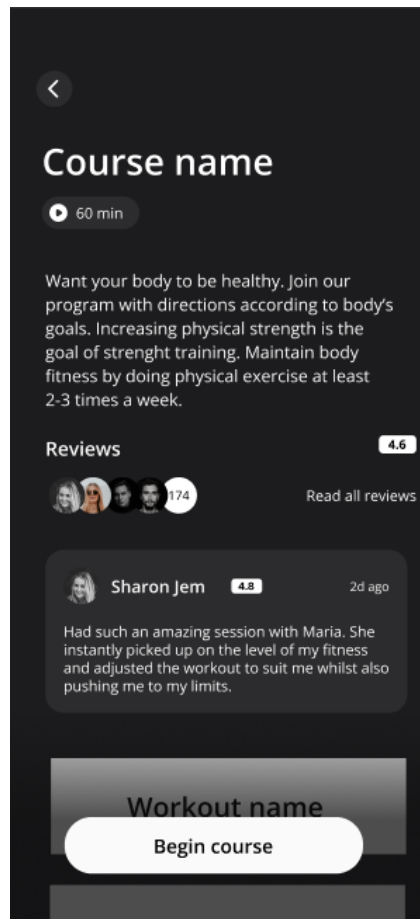 Course name
60 min
Want your body to be healthy. Join our
program with directions according to body's
goals. Increasing physical strength is the
goal of strenght training. Maintain body
fitness by doing physical exercise at least
2-3 times a week.
Reviews
4.6
174
Read all reviews
Sharon Jem
4.8
2d ago
Had such an amazing session with Maria. She
instantly picked up on the level of my fitness
and adjusted the workout to suit me whilst also
pushing me to my limits.
Workout name
Begin course